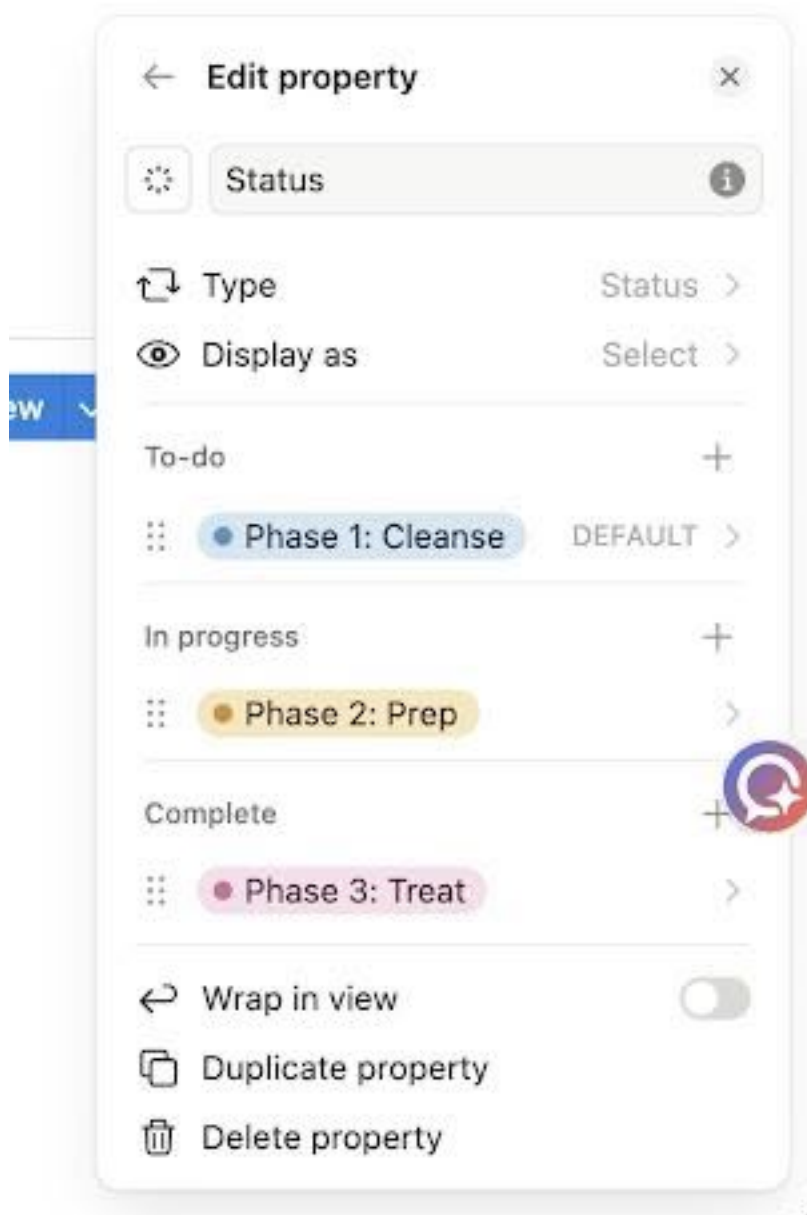 Edit property
Status
Type Status
Display as Select
To-do
Phase 1: Cleanse DEFAULT
In progress
Phase 2: Prep
Complete
Phase 3: Treat
Wrap in view
Duplicate property
Delete property